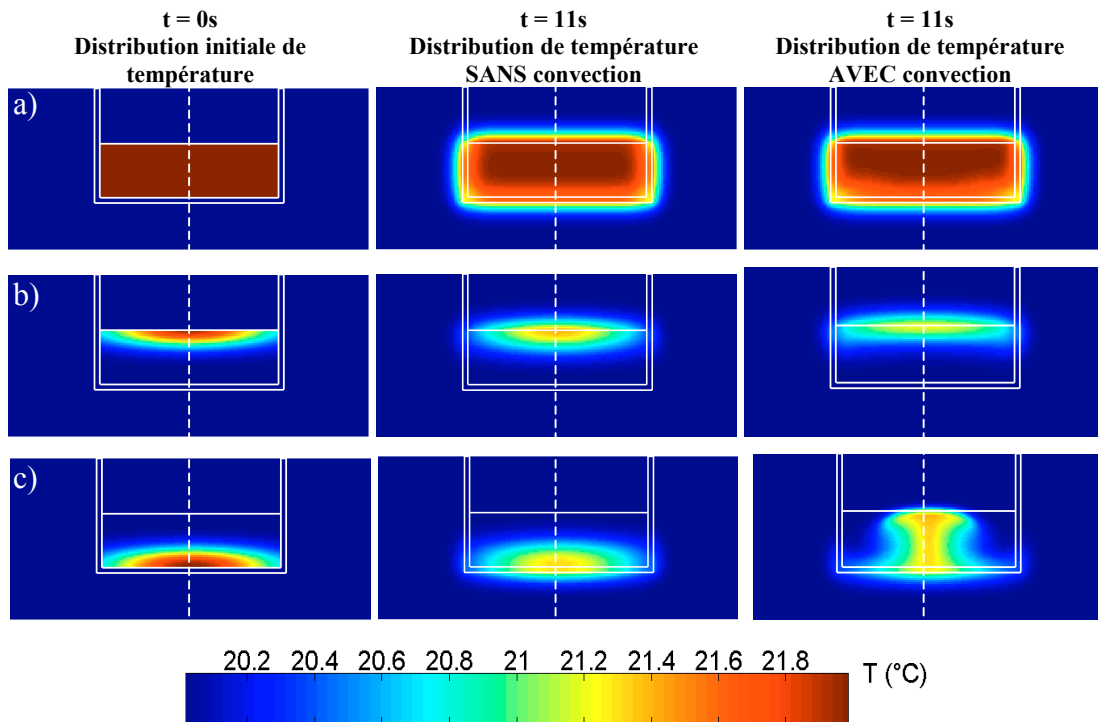 t = 0s
Distribution initiale de
température
t = 11s
Distribution de température
SANS convection
t = 11s
Distribution de température
AVEC convection
a)
b)
c)
20.2 20.4 20.6 20.8 21 21.2 21.4 21.6 21.8 T (°C)